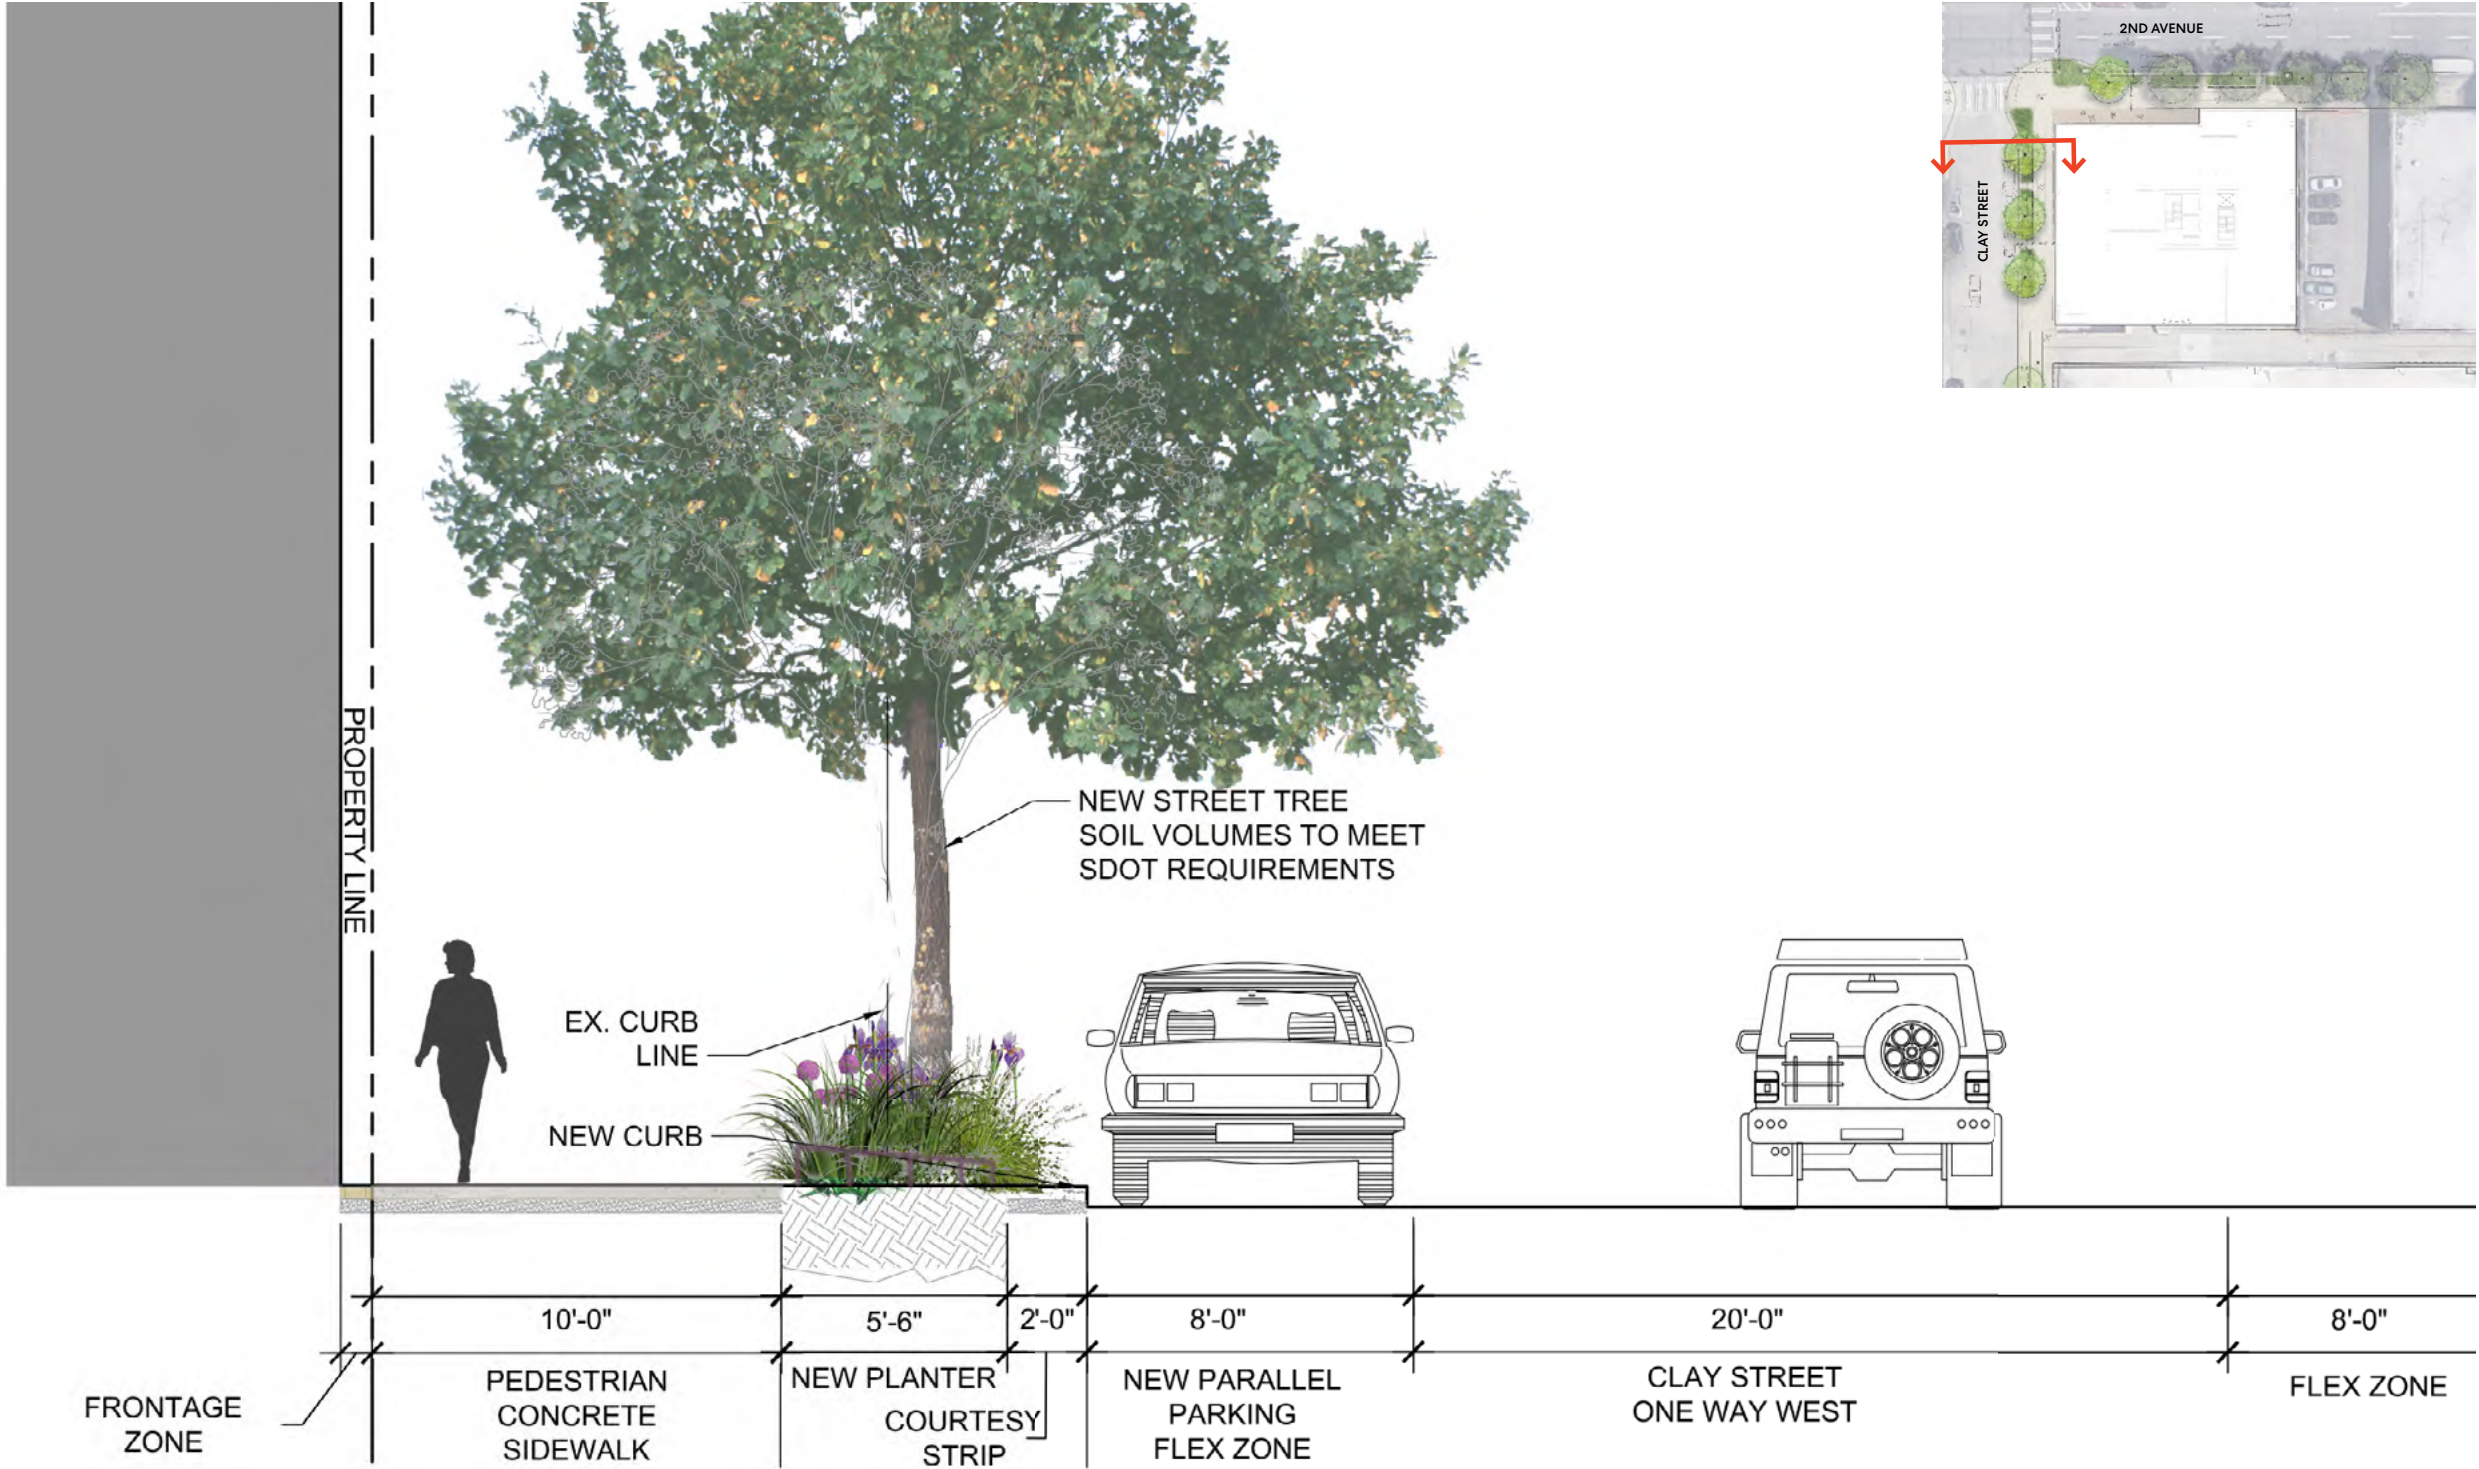 2ND AVENUE
CLAY STREET
PROPERTY LINE
NEW STREET TREE
SOIL VOLUMES TO MEET
SDOT REQUIREMENTS
EX. CURB
LINE
NEW CURB
10'-0"
5'-6"
2'-0"
8'-0"
20'-0"
8'-0"
FRONTAGE
ZONE
PEDESTRIAN
CONCRETE
SIDEWALK
NEW PLANTER
COURTESY
STRIP
NEW PARALLEL
PARKING
FLEX ZONE
CLAY STREET
ONE WAY WEST
FLEX ZONE